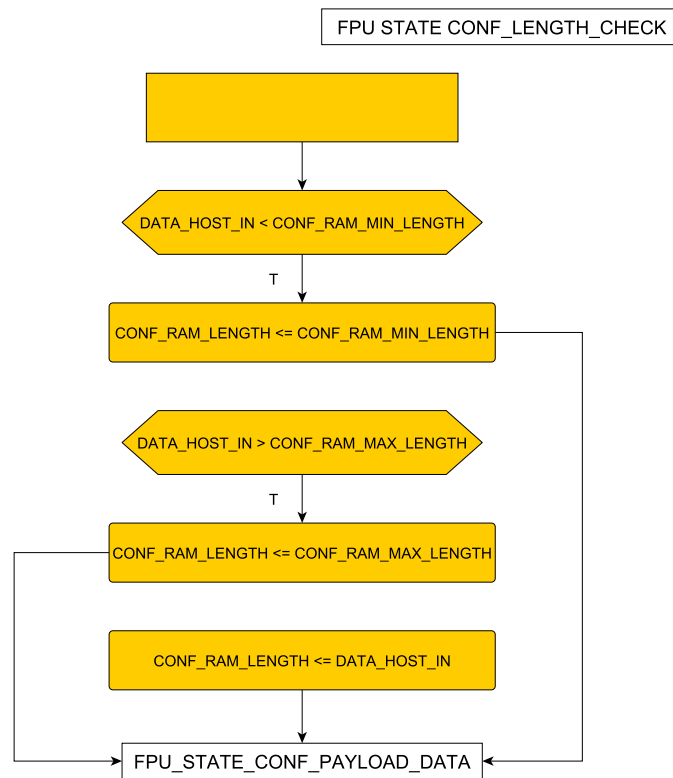 FPU STATE CONF_LENGTH_CHECK
DATA_HOST_IN < CONF_RAM_MIN_LENGTH
T
CONF_RAM_LENGTH <= CONF_RAM_MIN_LENGTH
DATA_HOST_IN > CONF_RAM_MAX_LENGTH
T
CONF_RAM_LENGTH <= CONF_RAM_MAX_LENGTH
CONF_RAM_LENGTH <= DATA_HOST_IN
FPU_STATE_CONF_PAYLOAD_DATA